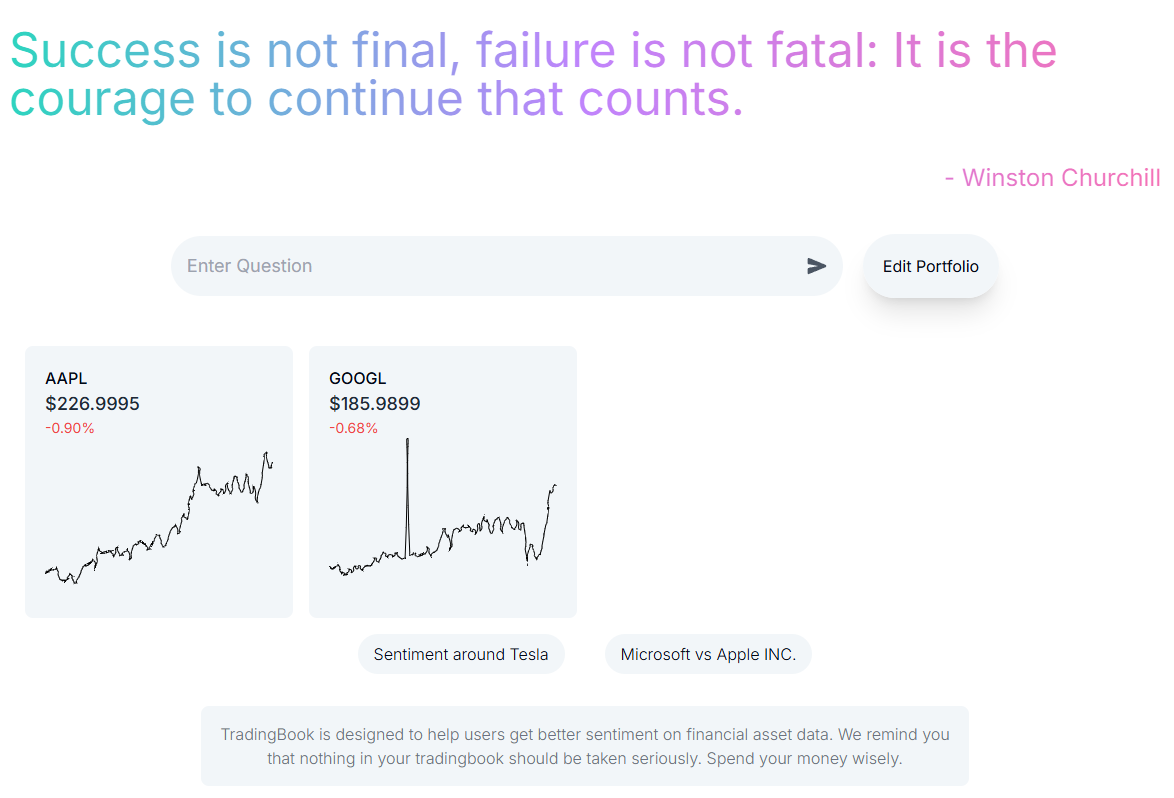 Success is not final, failure is not fatal: It is the
courage to continue that counts.
- Winston Churchill
Enter Question
Edit Portfolio
AAPL
$226.9995
-0.90%
GOOGL
$185.9899
-0.68%
Sentiment around Tesla
Microsoft vs Apple INC.
TradingBook is designed to help users get better sentiment on financial asset data. We remind you
that nothing in your tradingbook should be taken seriously. Spend your money wisely.